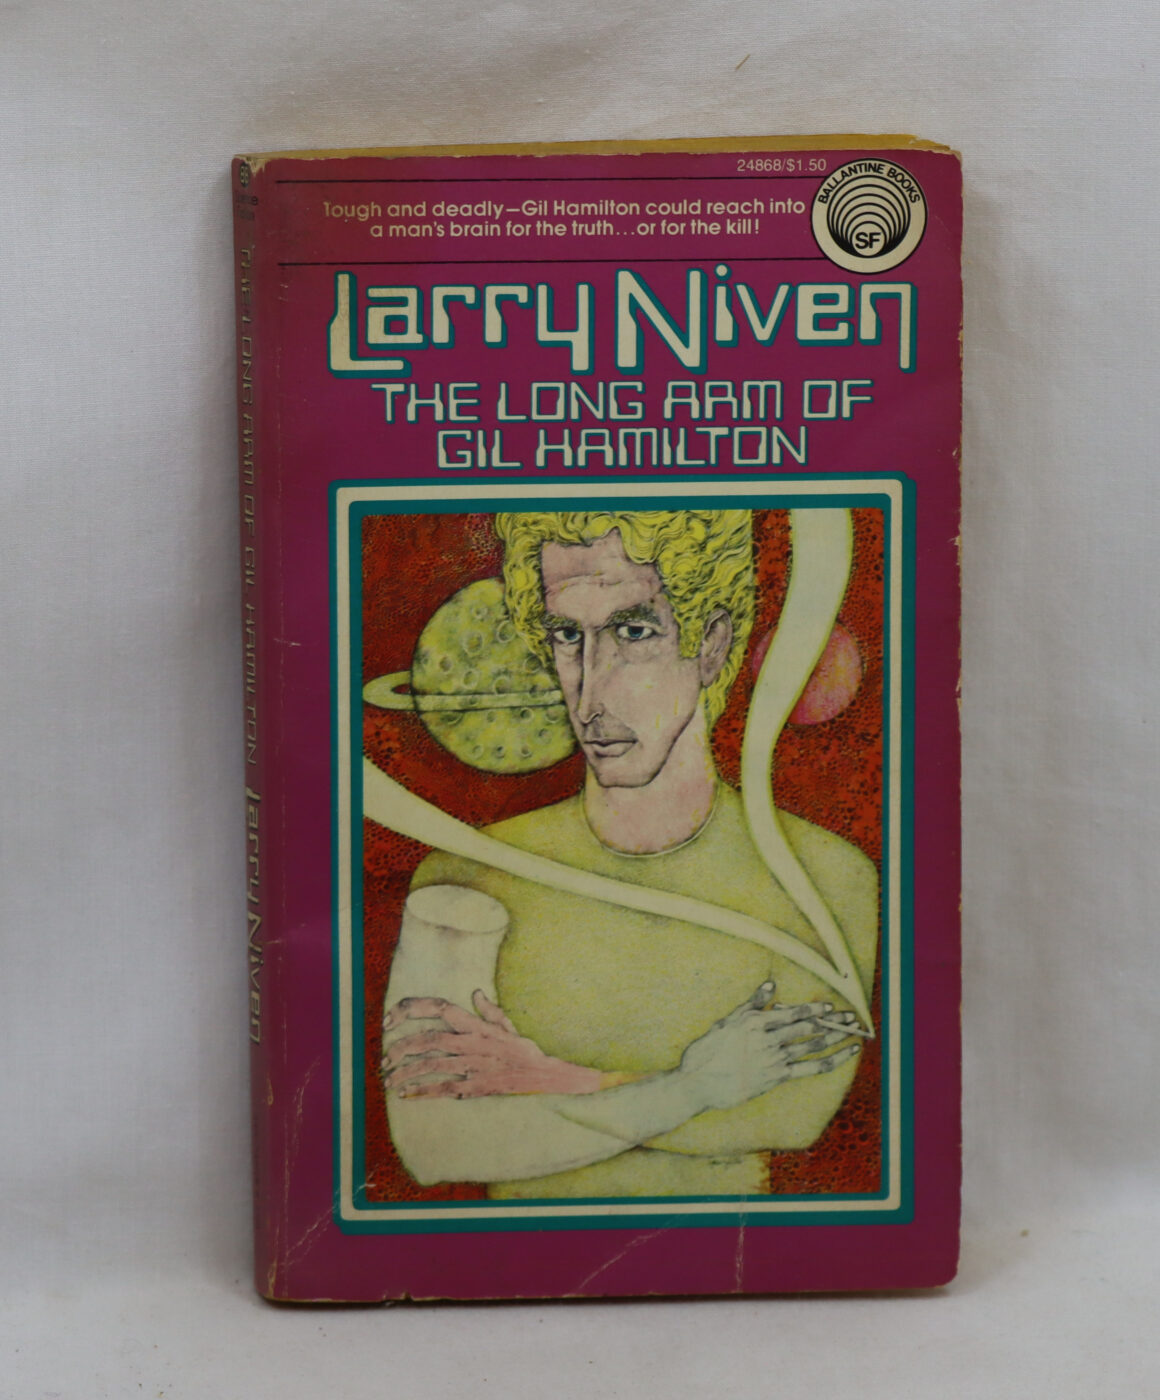 24868/$1.50
BALLANTINE BOOKS
SF
Tough and deadly—Gil Hamilton could reach into
a man's brain for the truth...or for the kill!
Larry Niven
THE LONG ARM OF
GIL HAMILTON
THE LONG ARM OF GIL HAMILTON Larry Niven